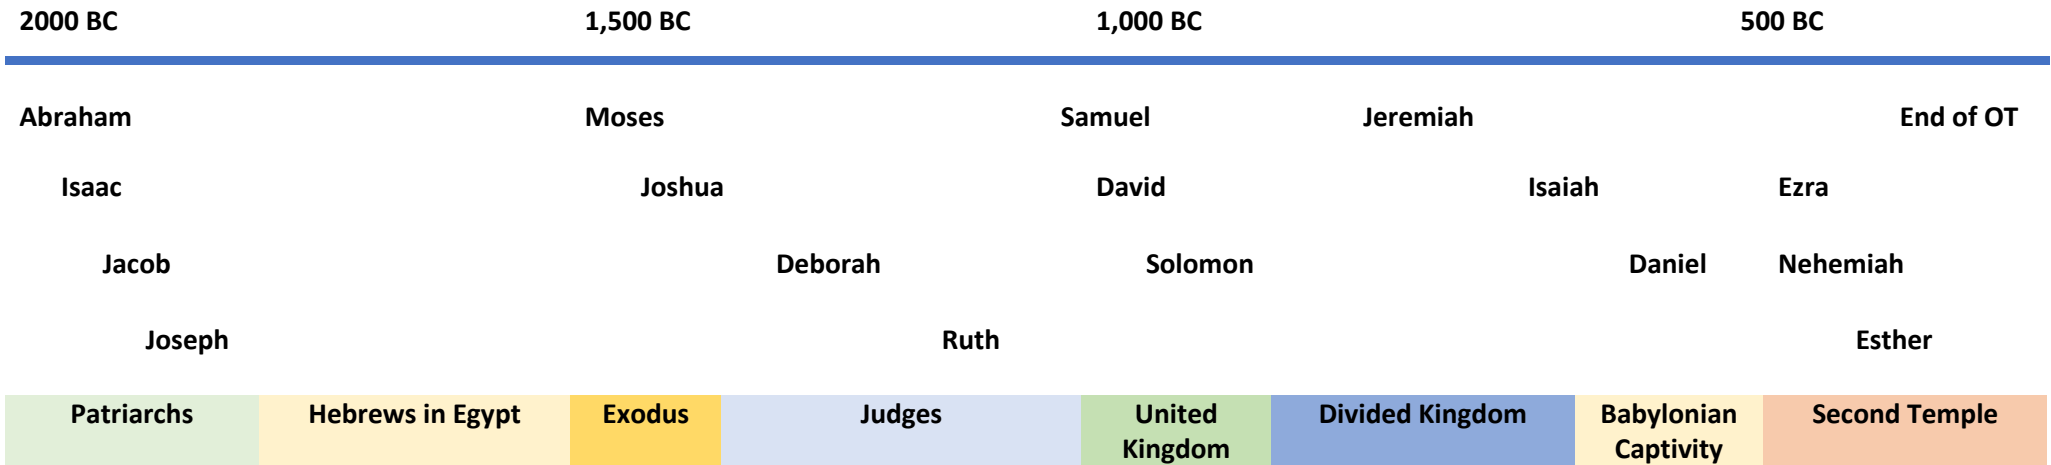 2000 BC 1,500 BC 1,000 BC 500 BC
Abraham Moses Samuel Jeremiah End of OT
Isaac Joshua David Isaiah Ezra
Jacob Deborah Solomon Daniel Nehemiah
Joseph Ruth Esther
Patriarchs Hebrews in Egypt Exodus Judges United Kingdom Divided Kingdom Babylonian Captivity Second Temple